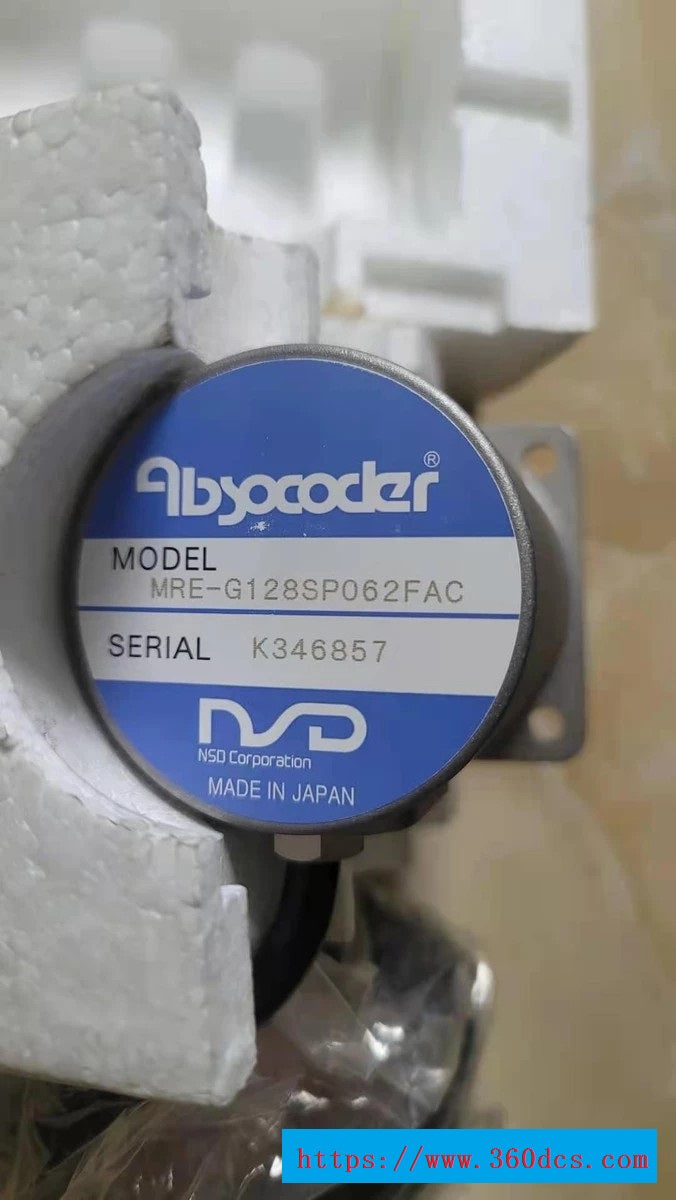 Absocoder®
MODEL
MRE-G128SP062FAC
SERIAL K346857
NSD
NSD Corporation
MADE IN JAPAN
https://www.360dcs.com